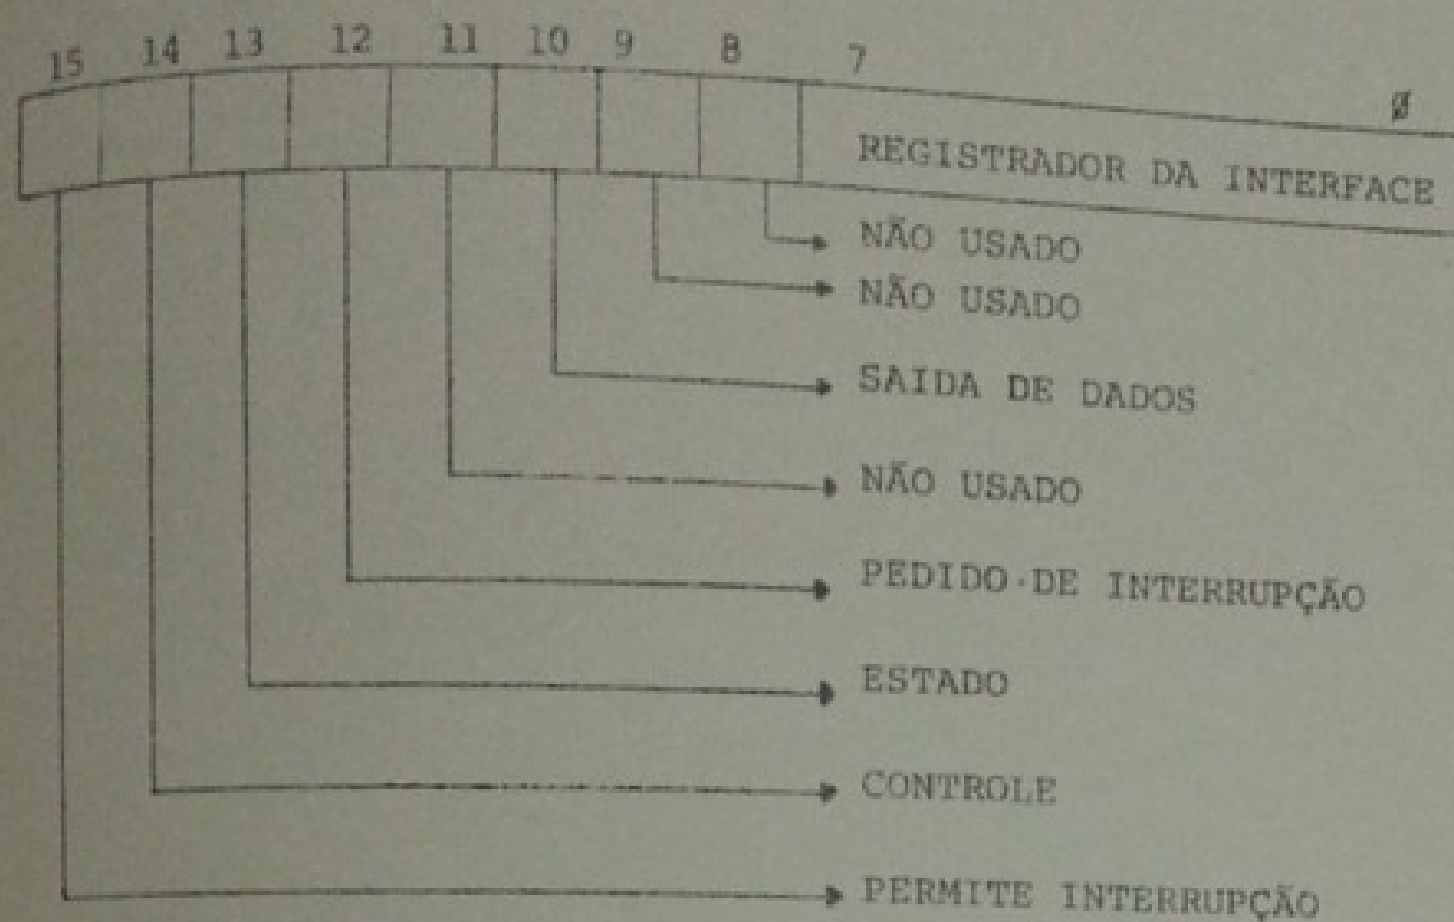 15 14 13 12 11 10 9 8 7 Ø
REGISTRADOR DA INTERFACE
NÃO USADO
NÃO USADO
SAIDA DE DADOS
NÃO USADO
PEDIDO DE INTERRUPÇÃO
ESTADO
CONTROLE
PERMITE INTERRUPÇÃO